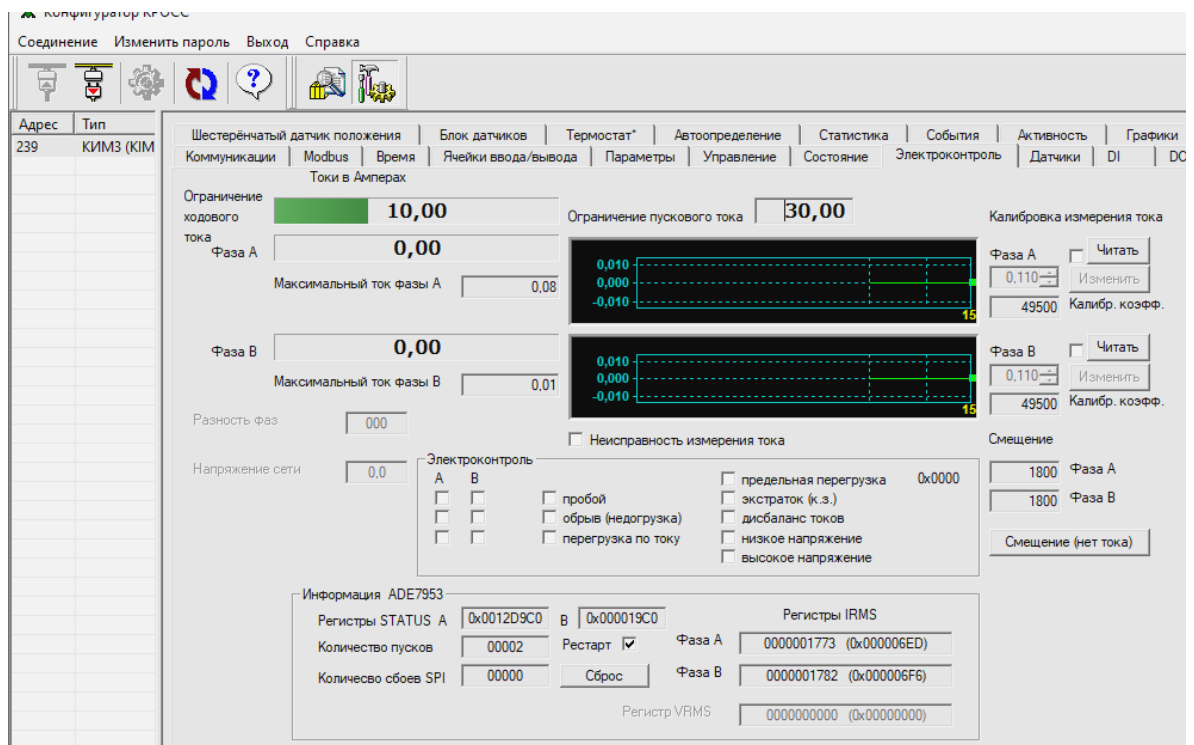 Конфигуратор КРОСС
Соединение Изменить пароль Выход Справка
Адрес Тип
239 КИМ3 (KIM
Шестерёнчатый датчик положения Блок датчиков Термостат* Автоопределение Статистика События Активность Графики
Коммуникации Modbus Время Ячейки ввода/вывода Параметры Управление Состояние Электроконтроль Датчики DI DO
Токи в Амперах
Ограничение ходового тока 10,00 Ограничение пускового тока 30,00 Калибровка измерения тока
Фаза A 0,00
0,010
0,000
-0,010
15
Максимальный ток фазы A 0,08
Фаза A Читать
0,110 Изменить
49500 Калибр. коэфф.
Фаза B 0,00
0,010
0,000
-0,010
15
Максимальный ток фазы B 0,01
Фаза B Читать
0,110 Изменить
49500 Калибр. коэфф.
Разность фаз 000
Неисправность измерения тока
Смещение
Напряжение сети 0,0
1800 Фаза A
1800 Фаза B
Смещение (нет тока)
Электроконтроль
A B
пробой
обрыв (недогрузка)
перегрузка по току
предельная перегрузка 0x0000
экстраток (к.з.)
дисбаланс токов
низкое напряжение
высокое напряжение
Информация ADE7953
Регистры STATUS A 0x0012D9C0 B 0x000019C0 Регистры IRMS
Количество пусков 00002 Рестарт Фаза A 0000001773 (0x000006ED)
Количесво сбоев SPI 00000 Сброс Фаза B 0000001782 (0x000006F6)
Регистр VRMS 0000000000 (0x00000000)